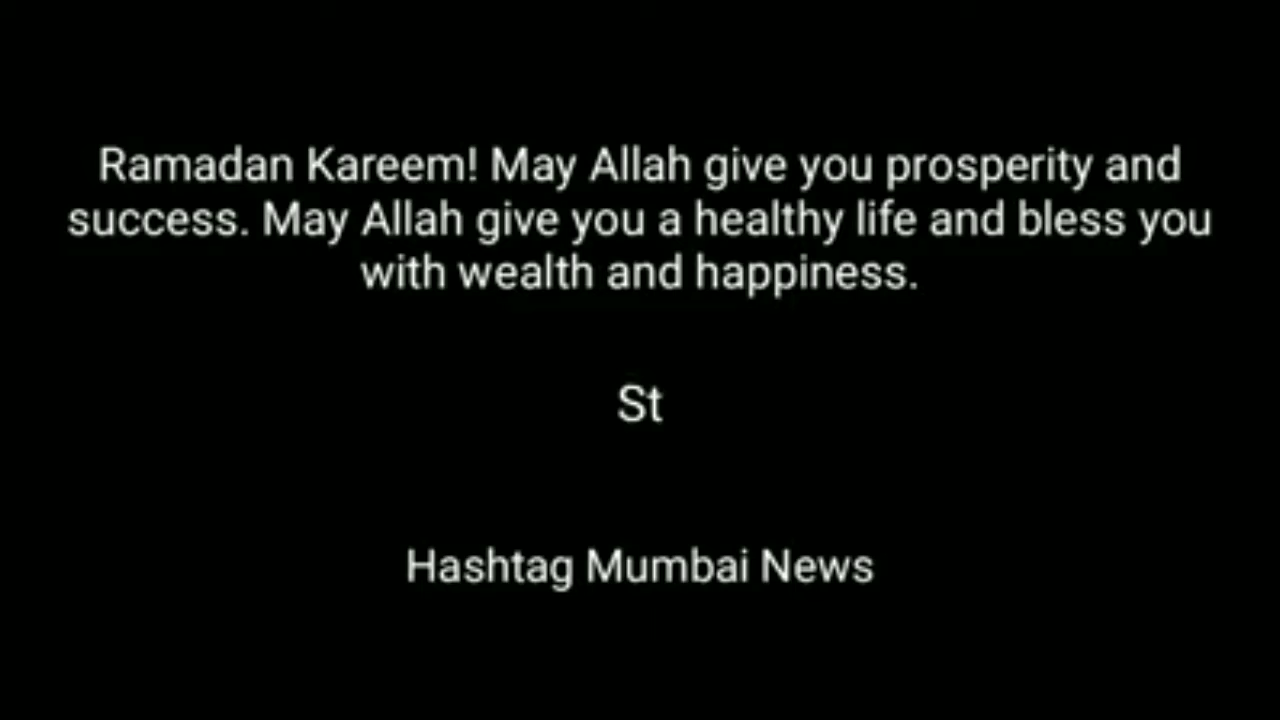 Ramadan Kareem! May Allah give you prosperity and
success. May Allah give you a healthy life and bless you
with wealth and happiness.
St
Hashtag Mumbai News